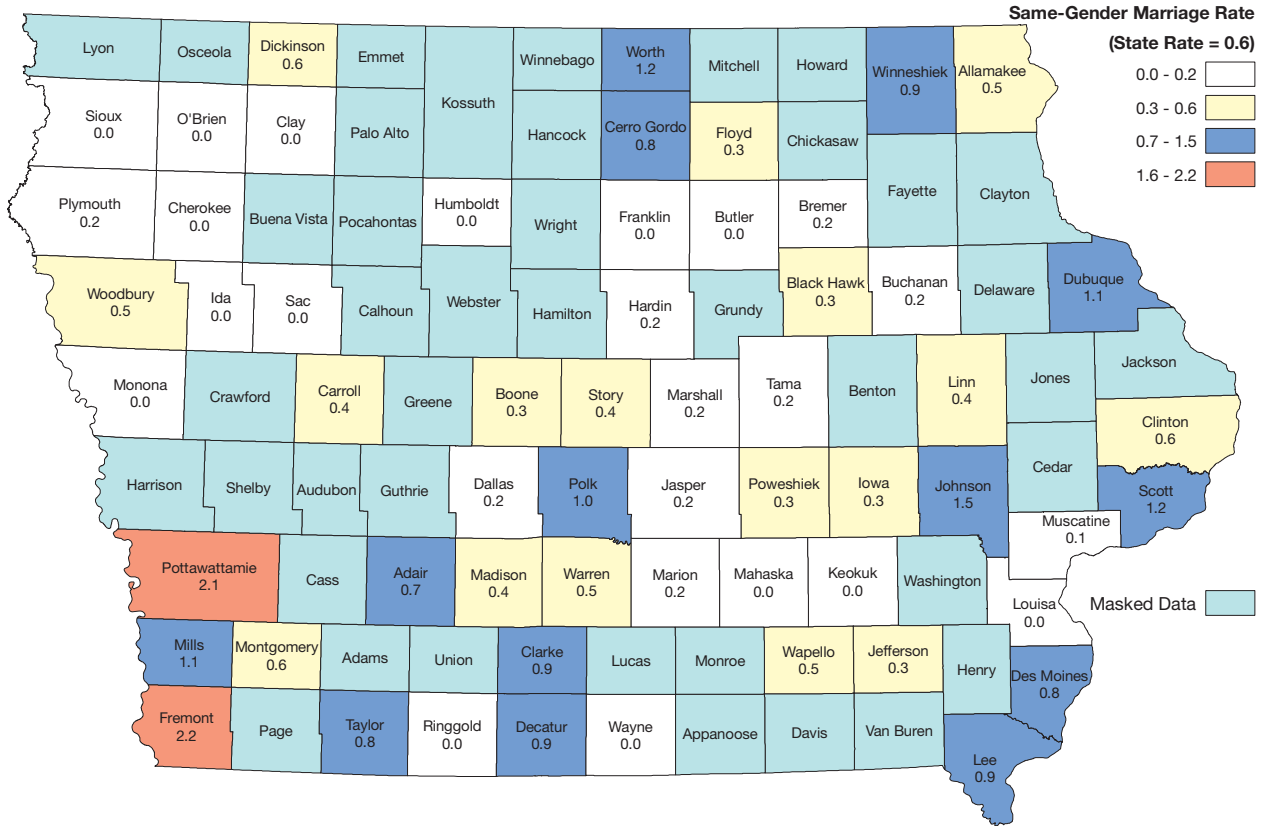 Same-Gender Marriage Rate
(State Rate = 0.6)
0.0 - 0.2
0.3 - 0.6
0.7 - 1.5
1.6 - 2.2
Lyon
Osceola
Dickinson
0.6
Emmet
Kossuth
Winnebago
Worth
1.2
Mitchell
Howard
Winneshiek
0.9
Allamakee
0.5
Sioux
0.0
O'Brien
0.0
Clay
0.0
Palo Alto
Hancock
Cerro Gordo
0.8
Floyd
0.3
Chickasaw
Fayette
Clayton
Plymouth
0.2
Cherokee
0.0
Buena Vista
Pocahontas
Humboldt
0.0
Wright
Franklin
0.0
Butler
0.0
Bremer
0.2
Woodbury
0.5
Ida
0.0
Sac
0.0
Calhoun
Webster
Hamilton
Hardin
0.2
Grundy
Black Hawk
0.3
Buchanan
0.2
Delaware
Dubuque
1.1
Monona
0.0
Crawford
Carroll
0.4
Greene
Boone
0.3
Story
0.4
Marshall
0.2
Tama
0.2
Benton
Linn
0.4
Jones
Jackson
Clinton
0.6
Harrison
Shelby
Audubon
Guthrie
Dallas
0.2
Polk
1.0
Jasper
0.2
Poweshiek
0.3
Iowa
0.3
Johnson
1.5
Cedar
Scott
1.2
Muscatine
0.1
Pottawattamie
2.1
Cass
Adair
0.7
Madison
0.4
Warren
0.5
Marion
0.2
Mahaska
0.0
Keokuk
0.0
Washington
Louisa
0.0
Masked Data
Mills
1.1
Montgomery
0.6
Adams
Union
Clarke
0.9
Lucas
Monroe
Wapello
0.5
Jefferson
0.3
Henry
Des Moines
0.8
Fremont
2.2
Page
Taylor
0.8
Ringgold
0.0
Decatur
0.9
Wayne
0.0
Appanoose
Davis
Van Buren
Lee
0.9